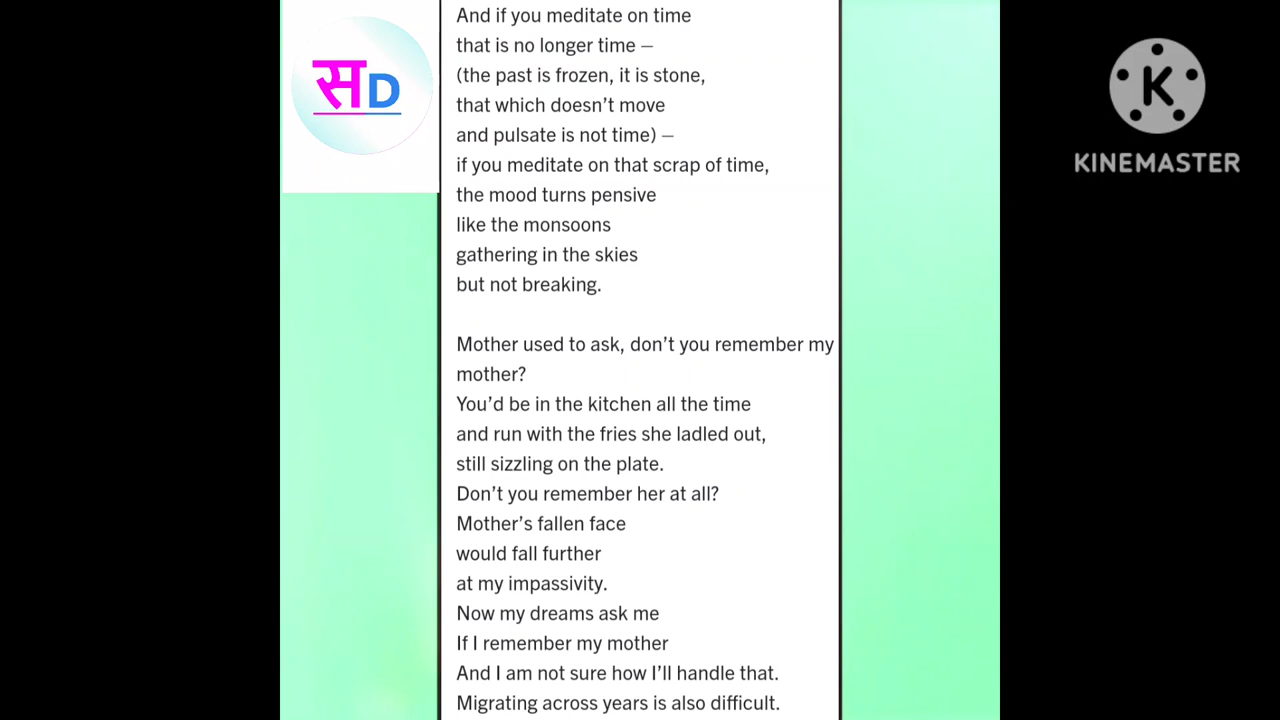 सD
And if you meditate on time
that is no longer time –
(the past is frozen, it is stone,
that which doesn’t move
and pulsate is not time) –
if you meditate on that scrap of time,
the mood turns pensive
like the monsoons
gathering in the skies
but not breaking.
Mother used to ask, don’t you remember my
mother?
You’d be in the kitchen all the time
and run with the fries she ladled out,
still sizzling on the plate.
Don’t you remember her at all?
Mother’s fallen face
would fall further
at my impassivity.
Now my dreams ask me
If I remember my mother
And I am not sure how I’ll handle that.
Migrating across years is also difficult.
K
KINEMASTER